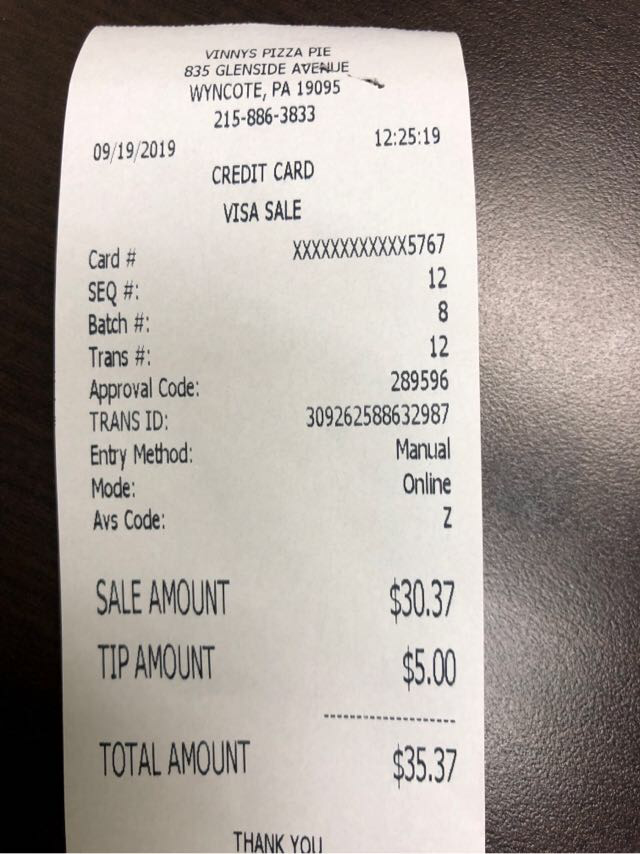 VINNYS PIZZA PIE
835 GLENSIDE AVENUE
WYNCOTE, PA 19095
215-886-3833
09/19/2019 12:25:19
CREDIT CARD
VISA SALE
Card # XXXXXXXXXXXX5767
SEQ #: 12
Batch #: 8
Trans #: 12
Approval Code: 289596
TRANS ID: 309262588632987
Entry Method: Manual
Mode: Online
Avs Code: Z
SALE AMOUNT $30.37
TIP AMOUNT $5.00
--------------------
TOTAL AMOUNT $35.37
THANK YOU